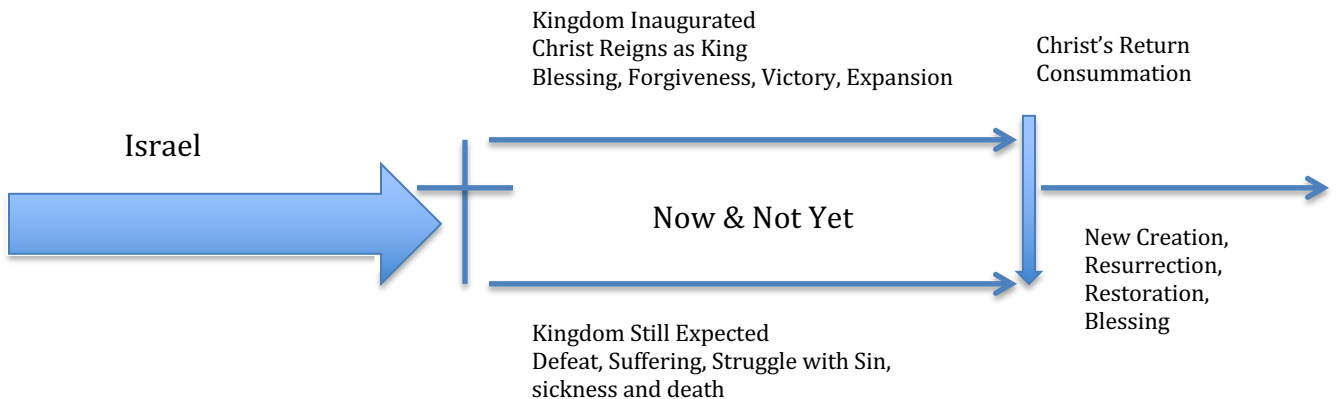 Kingdom Inaugurated
Christ Reigns as King
Blessing, Forgiveness, Victory, Expansion
Christ’s Return
Consummation
Israel
Now & Not Yet
New Creation,
Resurrection,
Restoration,
Blessing
Kingdom Still Expected
Defeat, Suffering, Struggle with Sin,
sickness and death